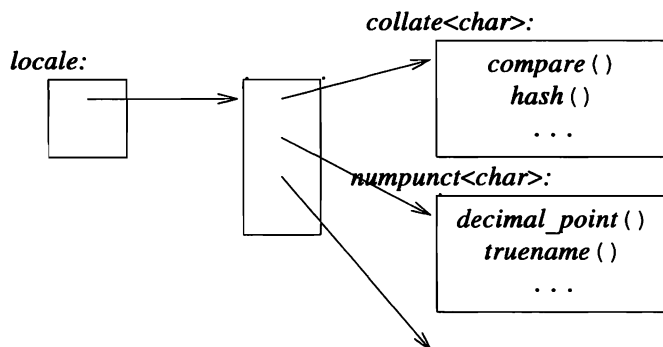 collate<char>:
locale:
compare()
hash()
...
numpunct<char>:
decimal_point()
truename()
...